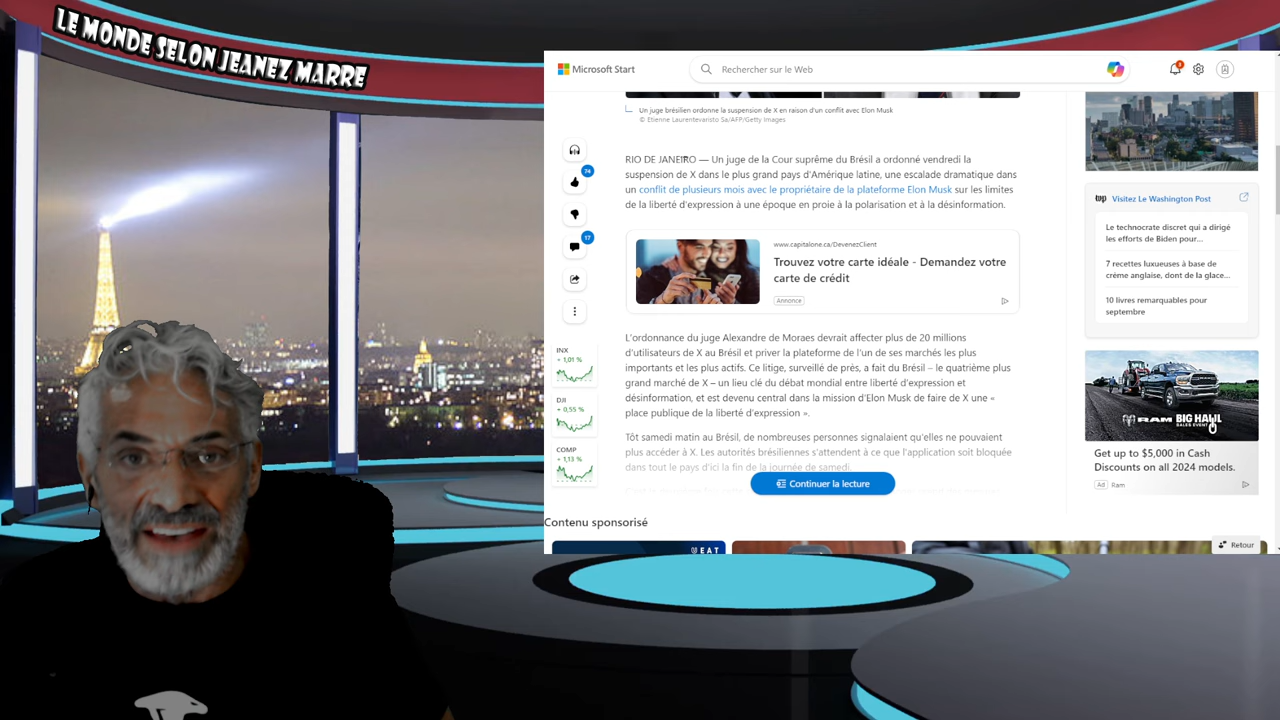 LE MONDE SELON JEANEZ MARRE
Microsoft Start
Rechercher sur le Web
3
Un juge brésilien ordonne la suspension de X en raison d'un conflit avec Elon Musk
© Etienne Laurentevaristo Sa/AFP/Getty Images
RIO DE JANEIRO — Un juge de la Cour suprême du Brésil a ordonné vendredi la
suspension de X dans le plus grand pays d'Amérique latine, une escalade dramatique dans
un conflit de plusieurs mois avec le propriétaire de la plateforme Elon Musk sur les limites
de la liberté d'expression à une époque en proie à la polarisation et à la désinformation.
74
17
www.capitalone.ca/DevenezClient
Trouvez votre carte idéale - Demandez votre
carte de crédit
Annonce
L'ordonnance du juge Alexandre de Moraes devrait affecter plus de 20 millions
d'utilisateurs de X au Brésil et priver la plateforme de l'un de ses marchés les plus
importants et les plus actifs. Ce litige, surveillé de près, a fait du Brésil – le quatrième plus
grand marché de X – un lieu clé du débat mondial entre liberté d'expression et
désinformation, et est devenu central dans la mission d'Elon Musk de faire de X une «
place publique de la liberté d'expression ».
Tôt samedi matin au Brésil, de nombreuses personnes signalaient qu'elles ne pouvaient
plus accéder à X. Les autorités brésiliennes s'attendent à ce que l'application soit bloquée
dans tout le pays d'ici la fin de la journée de samedi.
Continuer la lecture
INX
+ 1,01 %
DJI
+ 0,55 %
COMP
+ 1,13 %
wp Visitez Le Washington Post
Le technocrate discret qui a dirigé
les efforts de Biden pour...
7 recettes luxueuses à base de
crème anglaise, dont de la glace...
10 livres remarquables pour
septembre
RAM BIG HAUL
SALES EVENT
Get up to $5,000 in Cash
Discounts on all 2024 models.
Ad Ram
Contenu sponsorisé
EAT
Retour